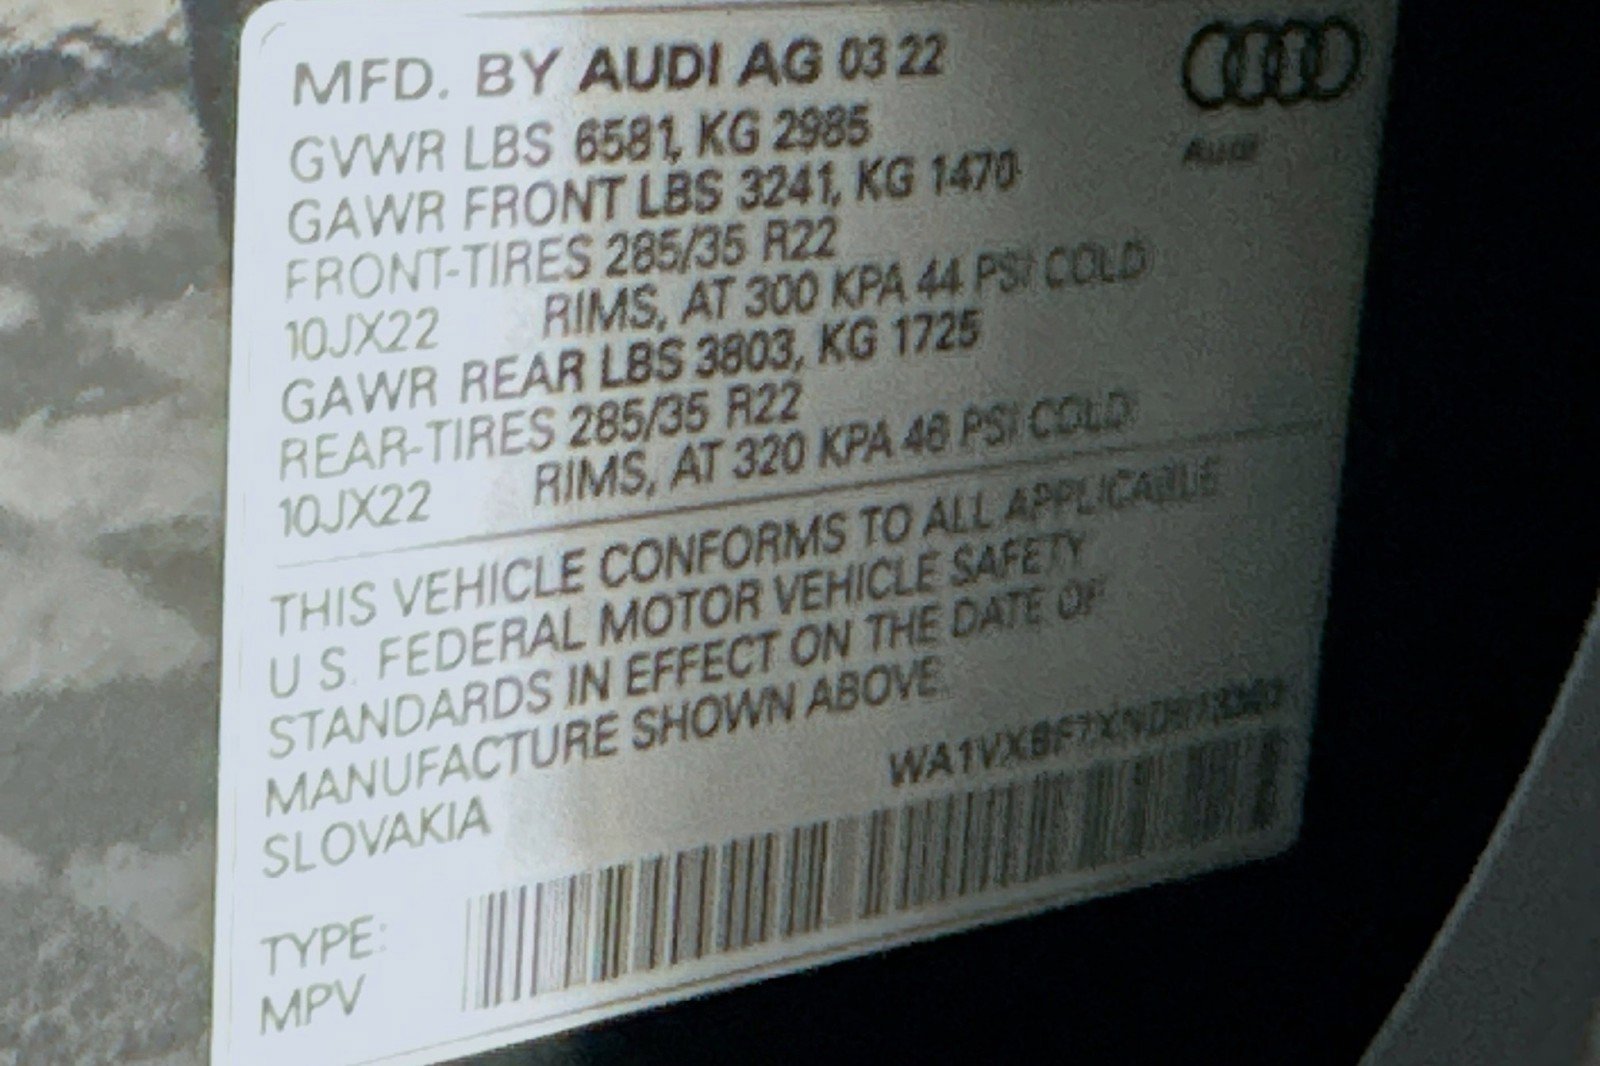 MFD. BY AUDI AG 03 22
GVWR LBS 6581, KG 2985
GAWR FRONT LBS 3241, KG 1470
FRONT-TIRES 285/35 R22
10JX22 RIMS, AT 300 KPA 44 PSI COLD
GAWR REAR LBS 3803, KG 1725
REAR-TIRES 285/35 R22
10JX22 RIMS, AT 320 KPA 46 PSI COLD
THIS VEHICLE CONFORMS TO ALL APPLICABLE
U S. FEDERAL MOTOR VEHICLE SAFETY
STANDARDS IN EFFECT ON THE DATE OF
MANUFACTURE SHOWN ABOVE.
SLOVAKIA
TYPE:
MPV
Audi